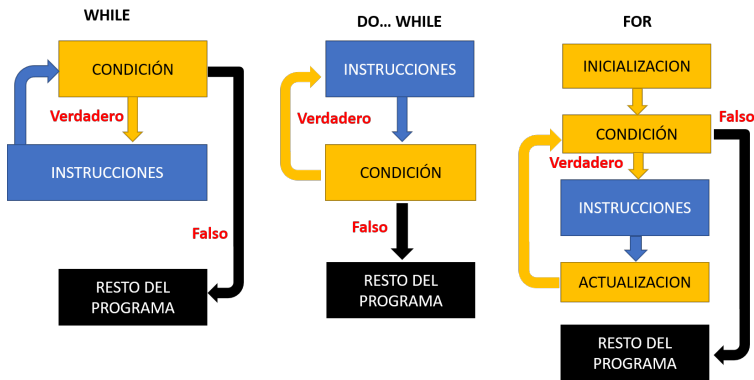 WHILE
CONDICIÓN
Verdadero
INSTRUCCIONES
Falso
RESTO DEL
PROGRAMA
DO... WHILE
INSTRUCCIONES
Verdadero
CONDICIÓN
Falso
RESTO DEL
PROGRAMA
FOR
INICIALIZACION
Falso
CONDICIÓN
Verdadero
INSTRUCCIONES
ACTUALIZACION
RESTO DEL
PROGRAMA